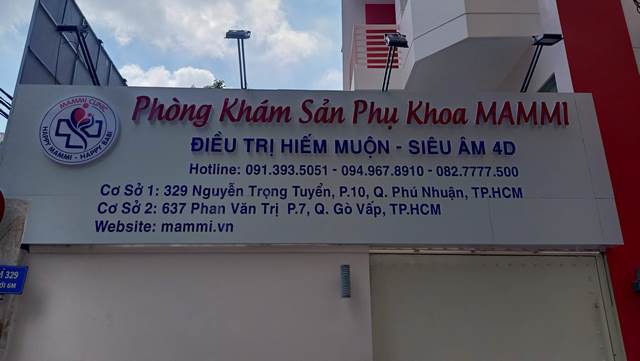 MAMMI CLINIC
HAPPY MAMMI - HAPPY BABI
Phòng Khám Sản Phụ Khoa MAMMI
ĐIỀU TRỊ HIẾM MUỘN - SIÊU ÂM 4D
Hotline: 091.393.5051 - 094.967.8910 - 082.7777.500
Cơ Sở 1: 329 Nguyễn Trọng Tuyển, P.10, Q. Phú Nhuận, TP.HCM
Cơ Sở 2: 637 Phan Văn Trị P.7, Q. Gò Vấp, TP.HCM
Website: mammi.vn
329
6M